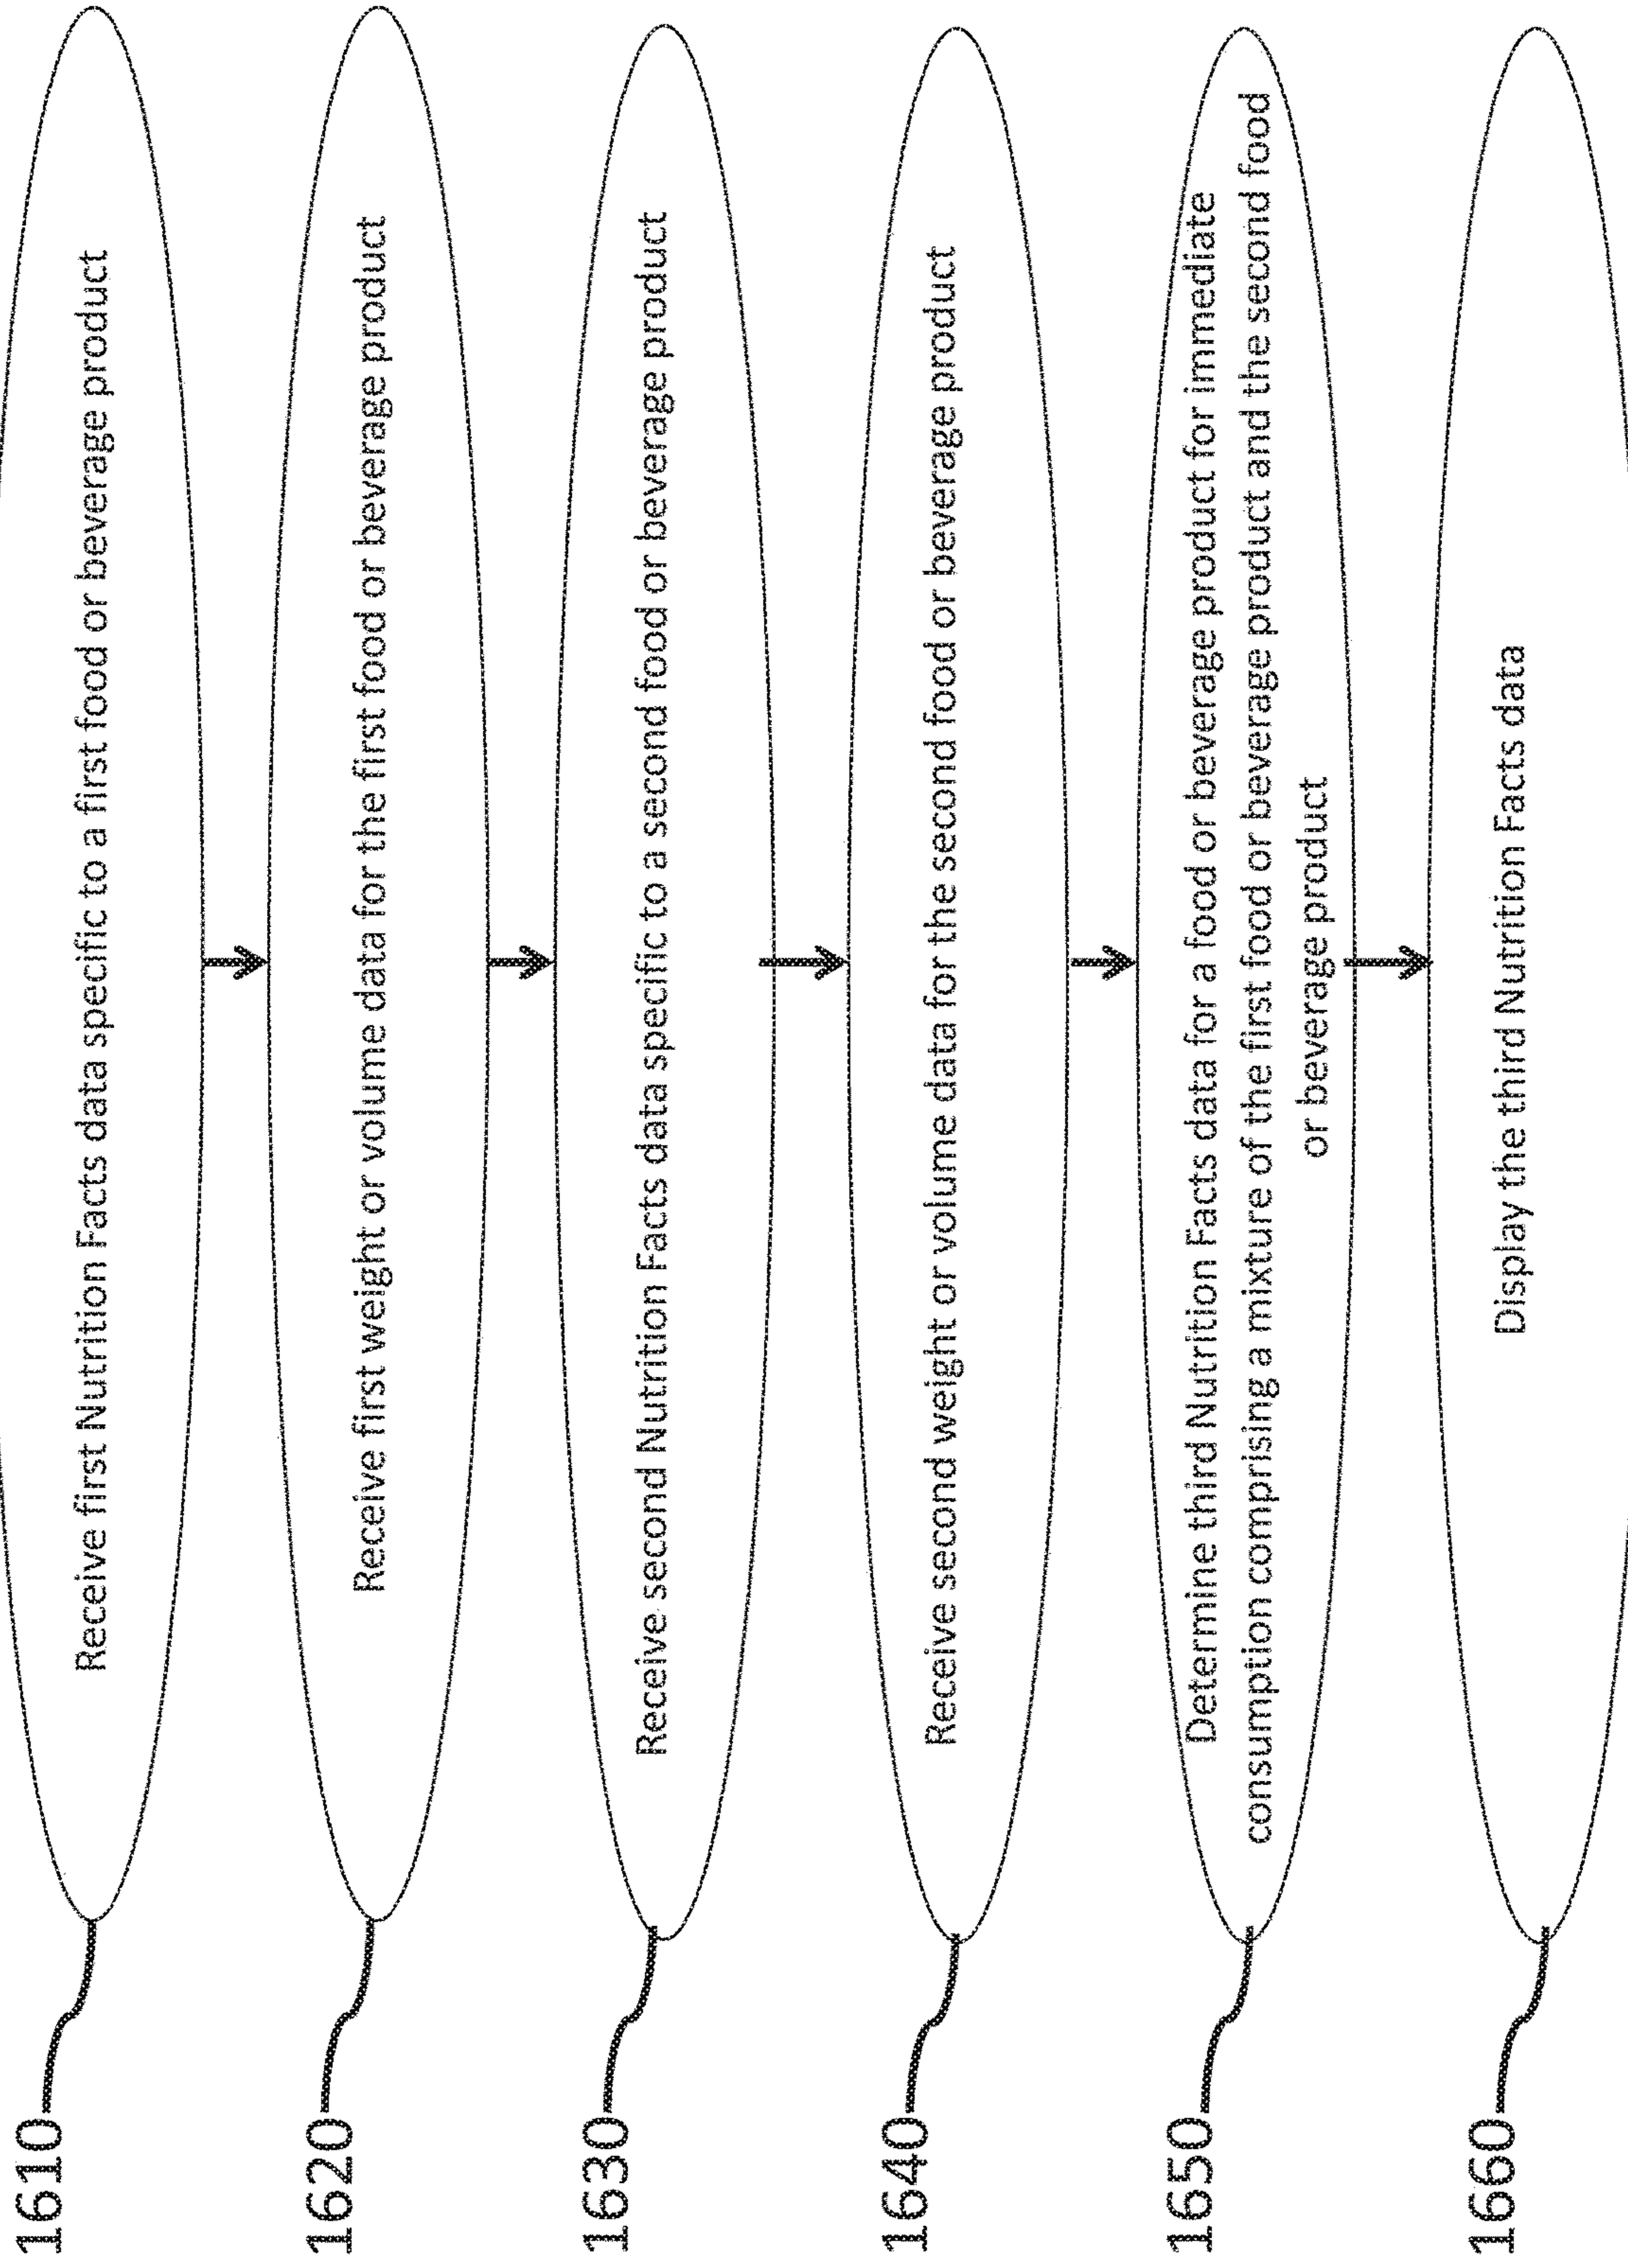 1610
Receive first Nutrition Facts data specific to a first food or beverage product
1620
Receive first weight or volume data for the first food or beverage product
1630
Receive second Nutrition Facts data specific to a second food or beverage product
1640
Receive second weight or volume data for the second food or beverage product
1650
Determine third Nutrition Facts data for a food or beverage product for immediate
consumption comprising a mixture of the first food or beverage product and the second food
or beverage product
1660
Display the third Nutrition Facts data